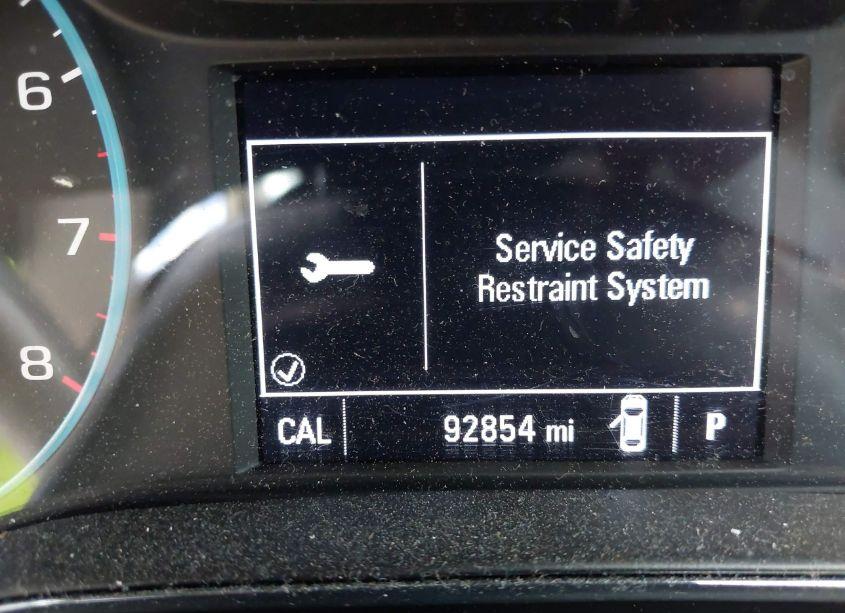 6
7
8
Service Safety
Restraint System
CAL 92854 mi P